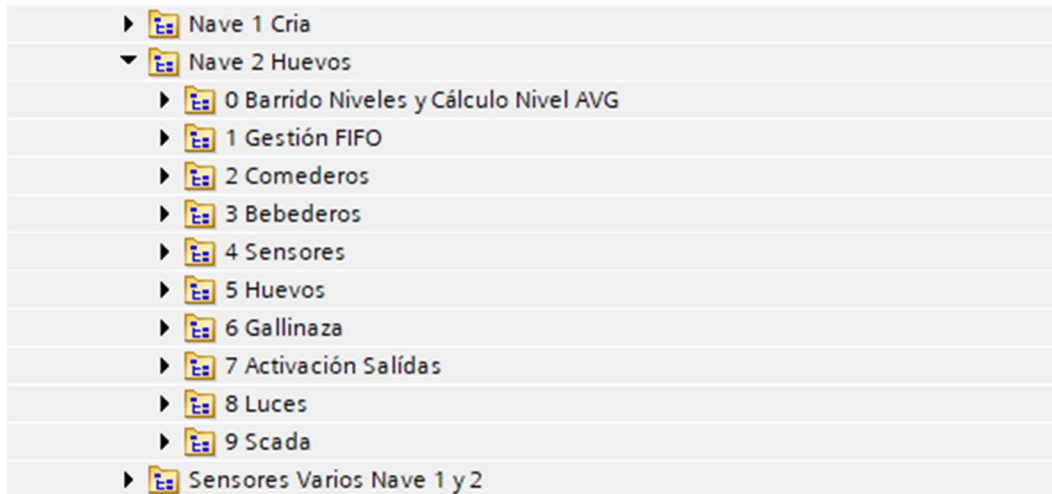 Nave 1 Cria
Nave 2 Huevos
0 Barrido Niveles y Cálculo Nivel AVG
1 Gestión FIFO
2 Comederos
3 Bebederos
4 Sensores
5 Huevos
6 Gallinaza
7 Activación Salídas
8 Luces
9 Scada
Sensores Varios Nave 1 y 2